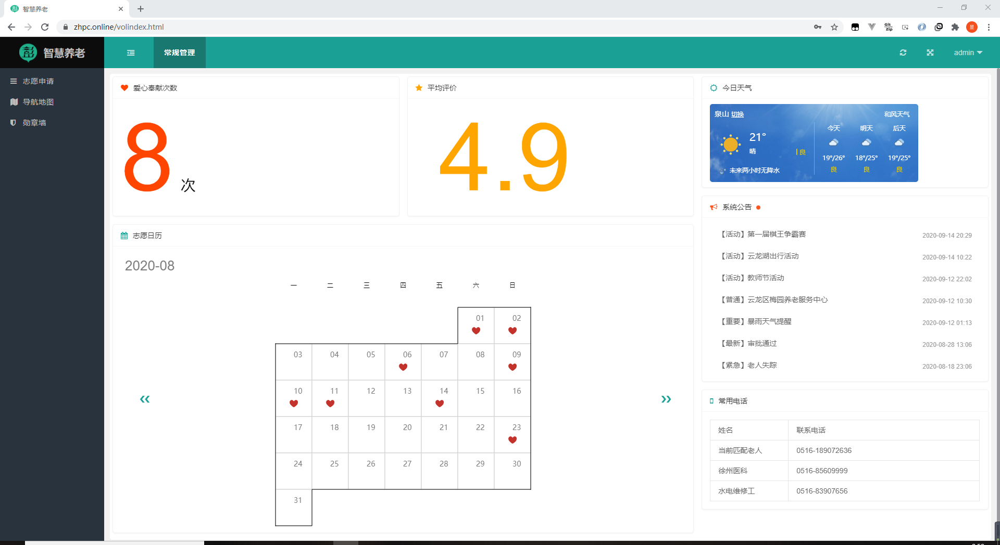 智慧养老
zhpc.online/volindex.html
Git
Zip
昱
智慧养老
常规管理
admin
志愿申请
导航地图
勋章墙
爱心奉献次数
8 次
平均评价
4.9
今日天气
泉山 切换
和风天气
21°
晴
良
未来两小时无降水
今天 明天 后天
19°/26° 18°/25° 19°/25°
良 良 良
系统公告
【活动】第一届棋王争霸赛 2020-09-14 20:29
【活动】云龙湖出行活动 2020-09-14 10:22
【活动】教师节活动 2020-09-12 22:02
【普通】云龙区梅园养老服务中心 2020-09-12 10:30
【重要】暴雨天气提醒 2020-09-12 01:13
【最新】审批通过 2020-08-28 13:06
【紧急】老人失踪 2020-08-18 23:06
志愿日历
2020-08
一 二 三 四 五 六 日
01 02
03 04 05 06 07 08 09
10 11 12 13 14 15 16
17 18 19 20 21 22 23
24 25 26 27 28 29 30
31
常用电话
姓名 联系电话
当前匹配老人 0516-189072636
徐州医科 0516-85609999
水电维修工 0516-83907656